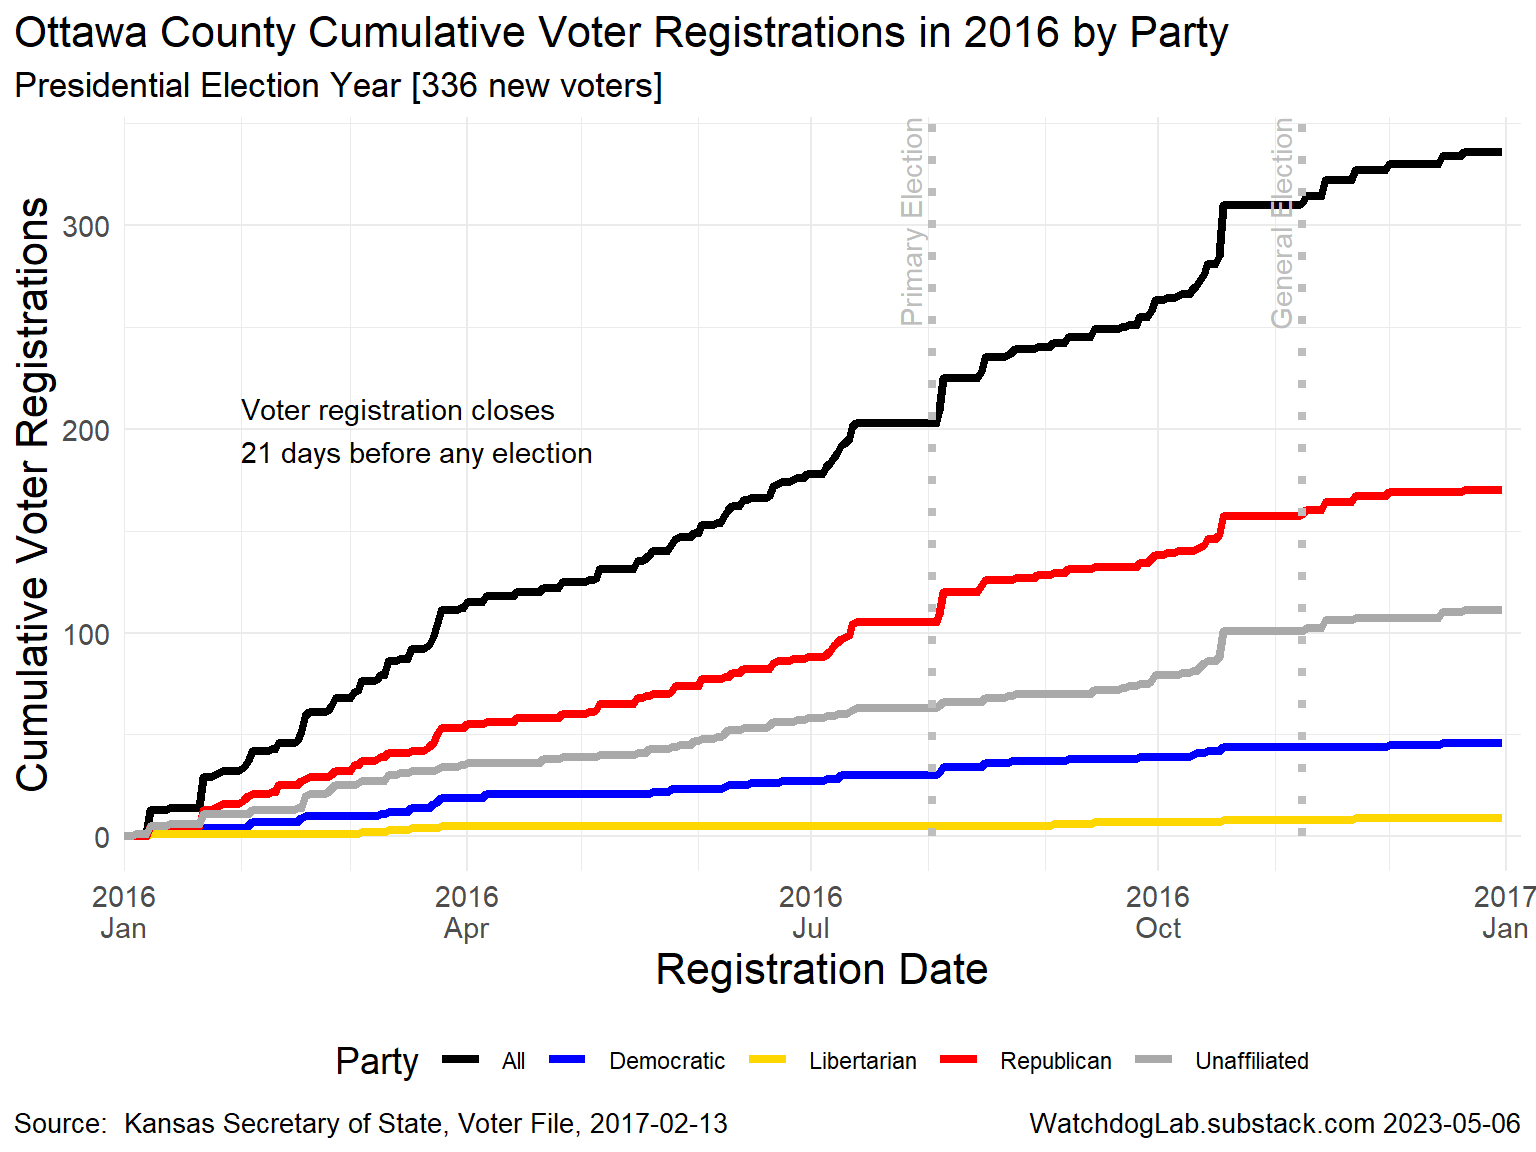 Ottawa County Cumulative Voter Registrations in 2016 by Party
Presidential Election Year [336 new voters]
Cumulative Voter Registrations
300
200
100
0
Primary Election
General Election
Voter registration closes
21 days before any election
2016 2016 2016 2016 2017
Jan Apr Jul Oct Jan
Registration Date
Party All Democratic Libertarian Republican Unaffiliated
Source:  Kansas Secretary of State, Voter File, 2017-02-13
WatchdogLab.substack.com 2023-05-06